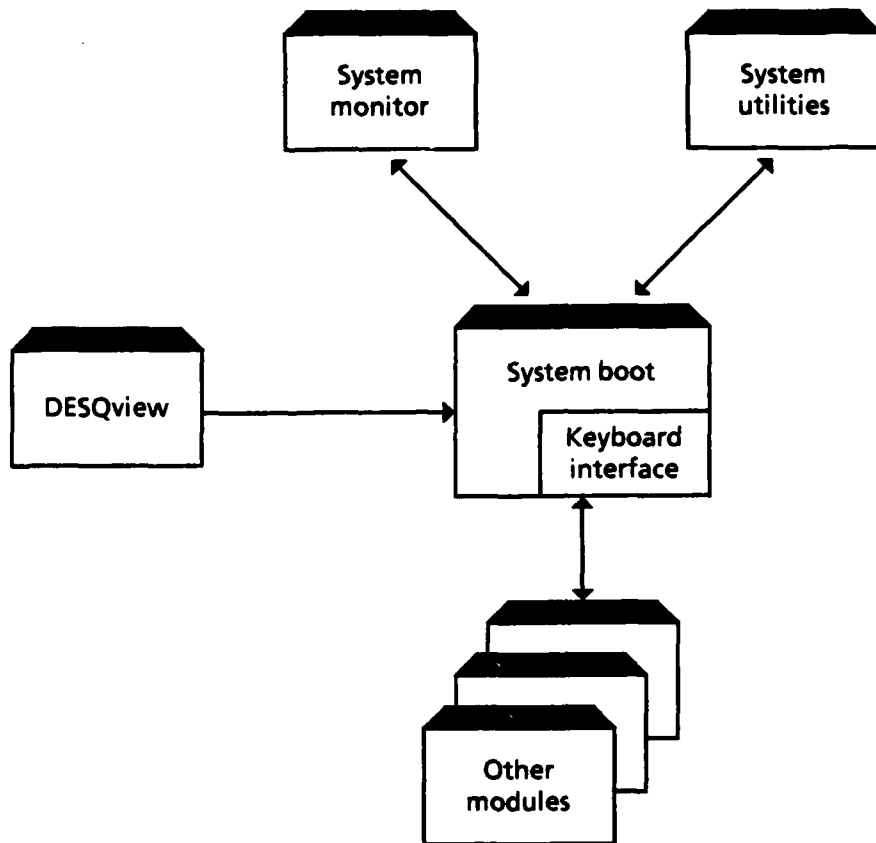 System
monitor
System
utilities
DESQview
System boot
Keyboard
interface
Other
modules